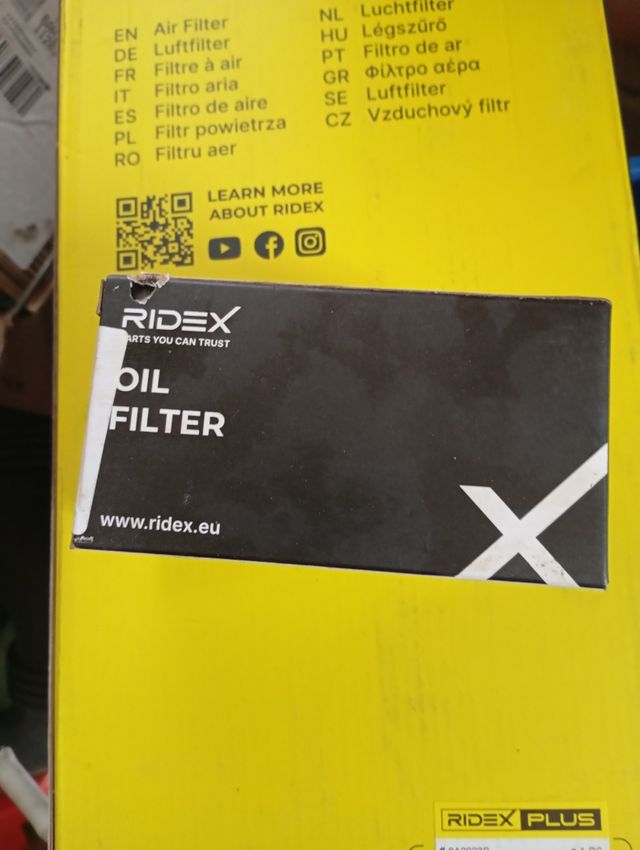 EN Air Filter
DE Luftfilter
FR Filtre à air
IT Filtro aria
ES Filtro de aire
PL Filtr powietrza
RO Filtru aer
NL Luchtfilter
HU Légszűrő
PT Filtro de ar
GR Φίλτρο αέρα
SE Luftfilter
CZ Vzduchový filtr
LEARN MORE
ABOUT RIDEX
RIDEX
ARTS YOU CAN TRUST
OIL
FILTER
www.ridex.eu
RIDEX PLUS